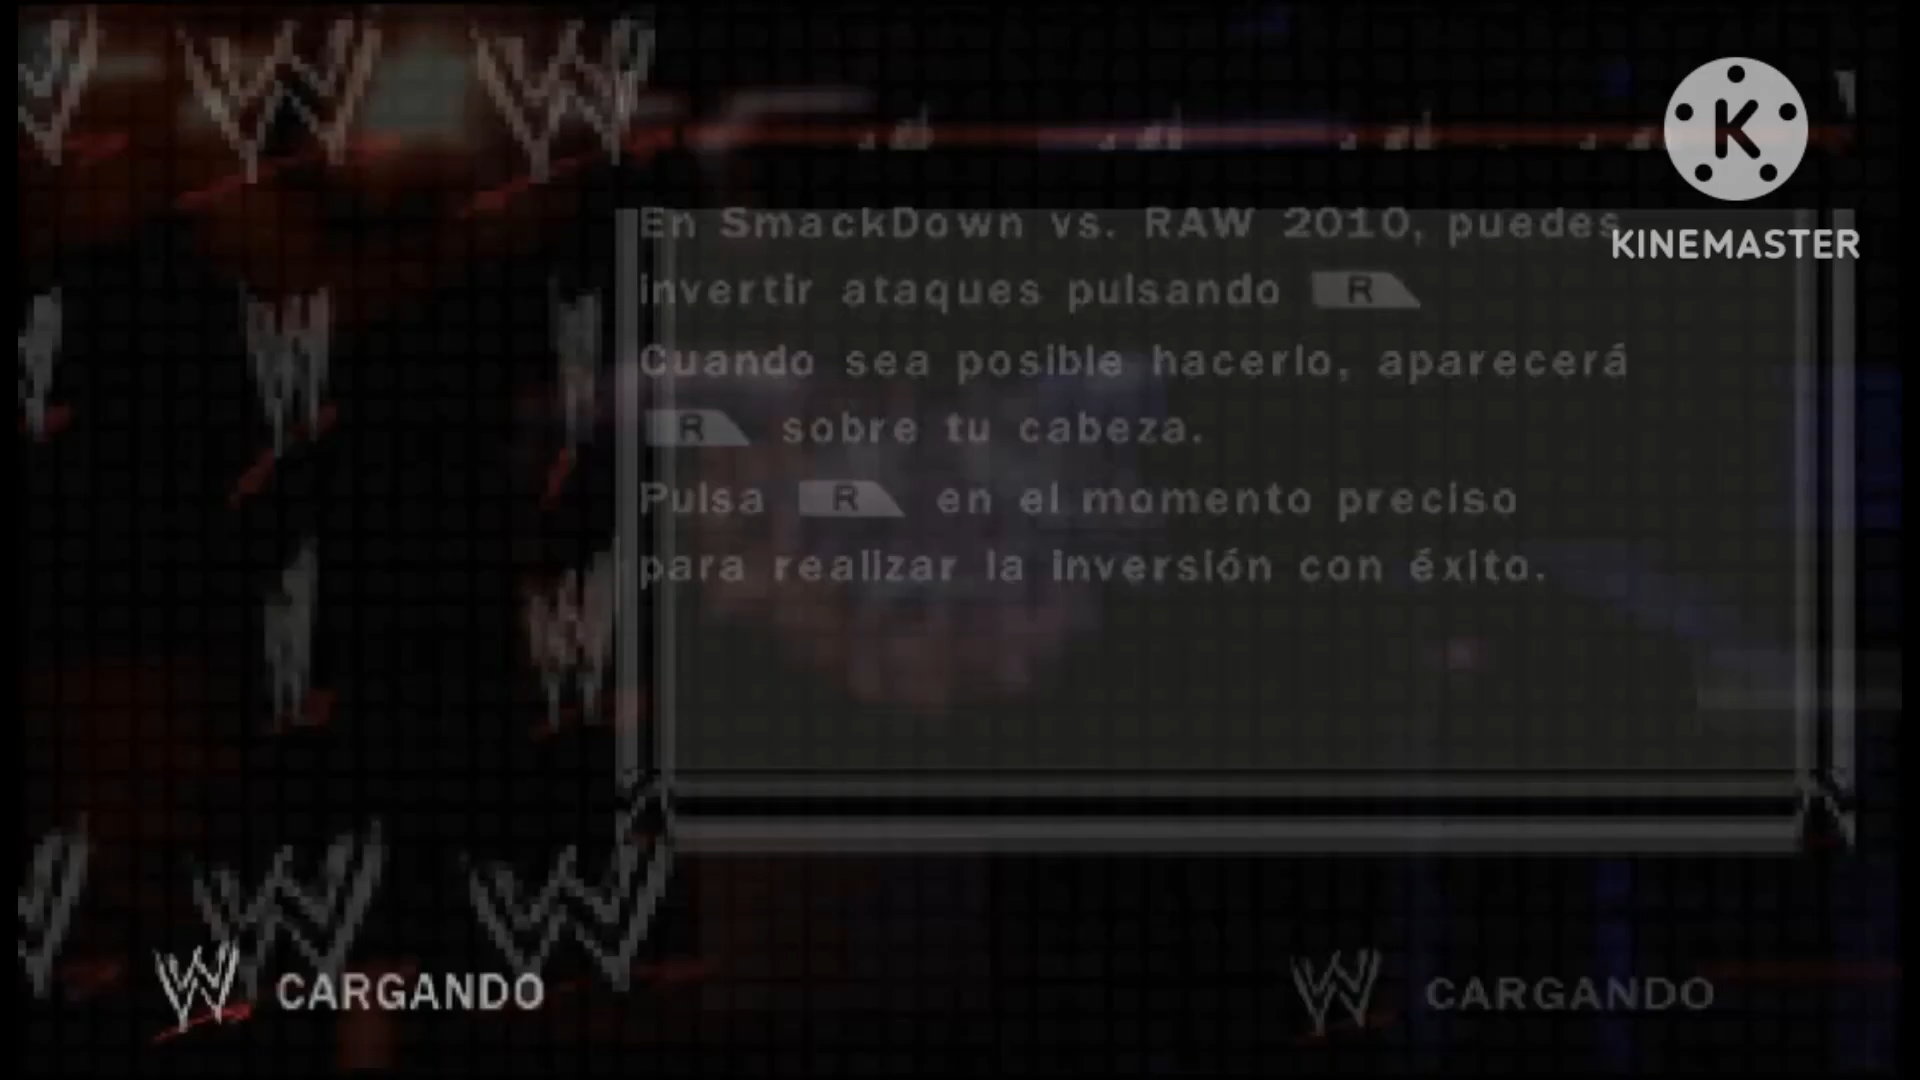 K
KINEMASTER
En SmackDown vs. RAW 2010, puedes
invertir ataques pulsando R
Cuando sea posible hacerlo, aparecerá
R sobre tu cabeza.
Pulsa R en el momento preciso
para realizar la inversión con éxito.
W CARGANDO
W CARGANDO